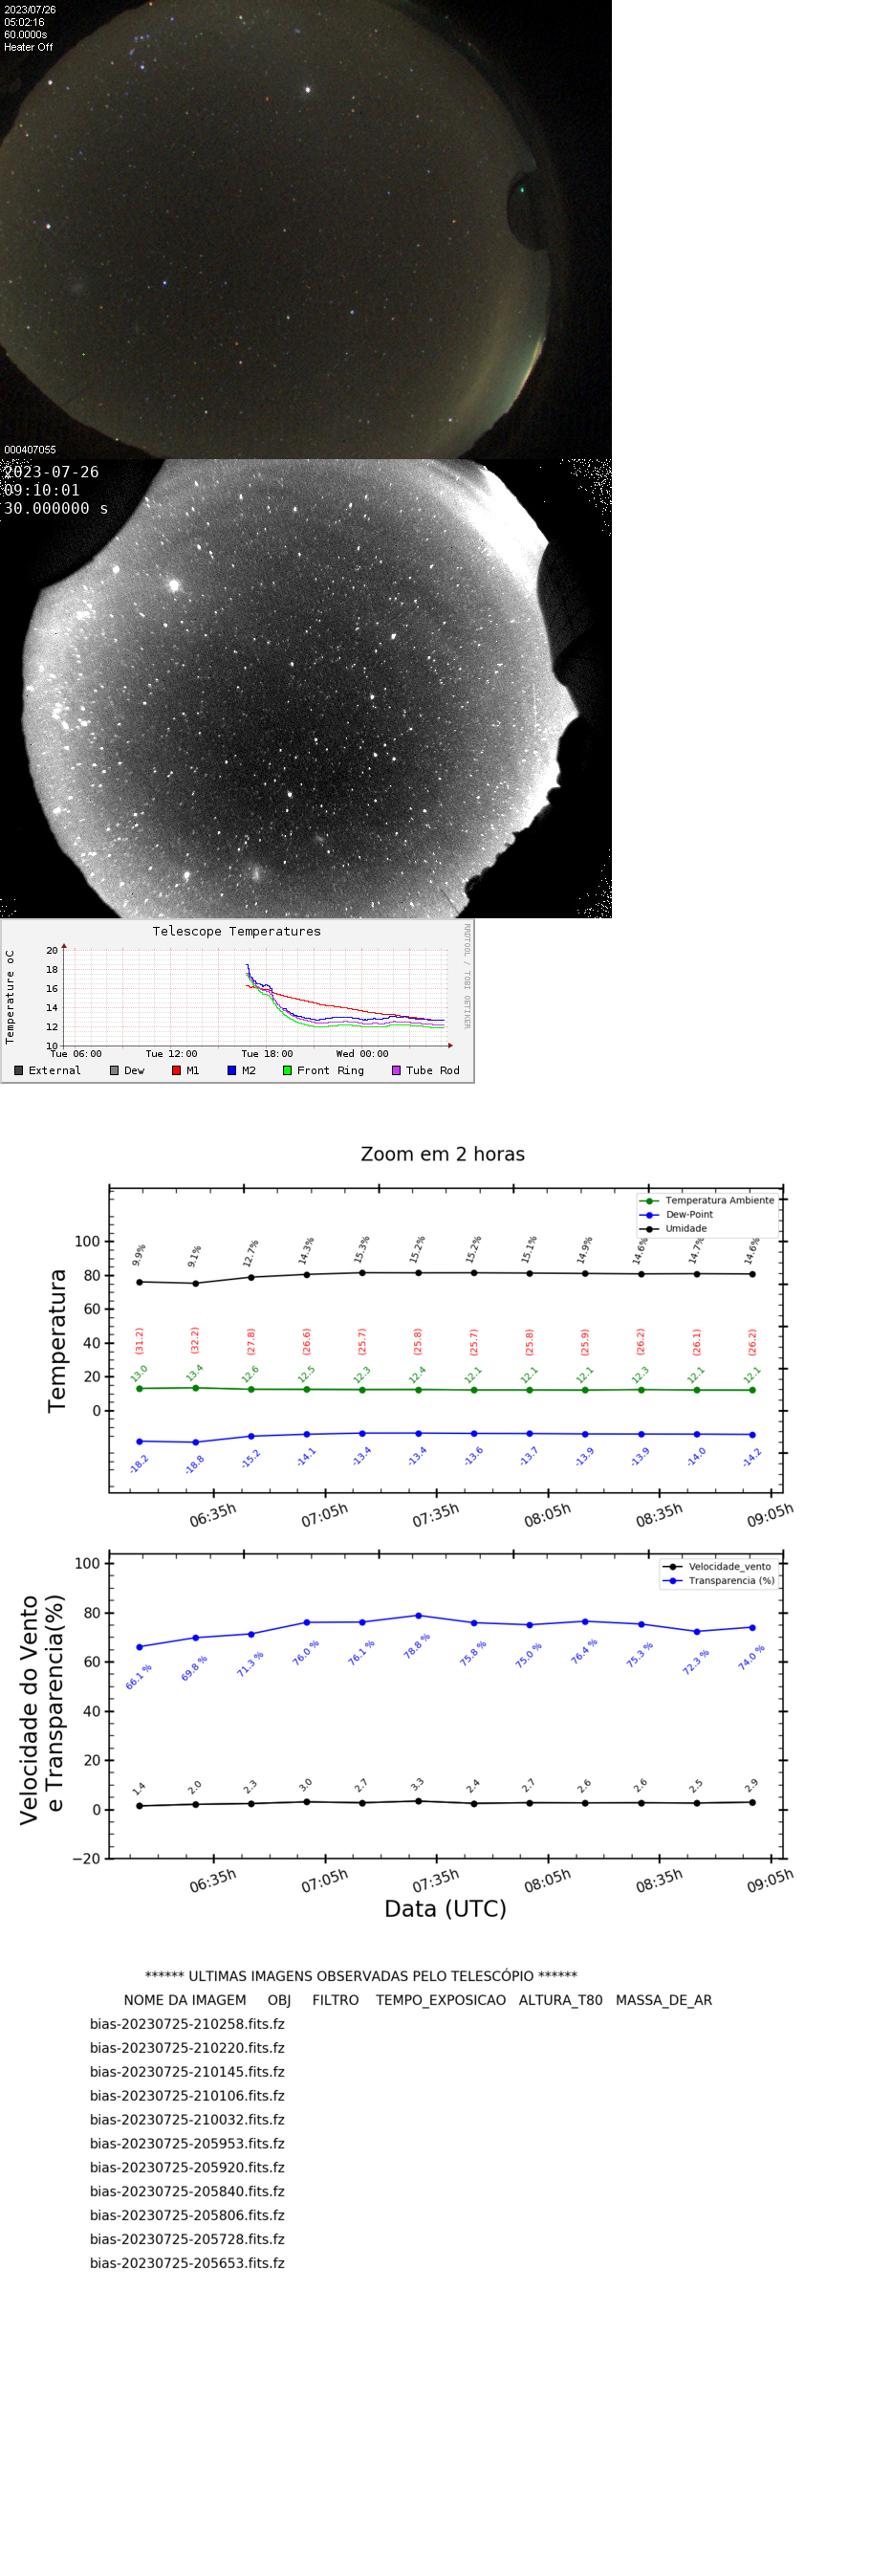 2023/07/26
05:02:16
60.0000s
Heater Off
000407055
2023-07-26
09:10:01
30.000000 s
Telescope Temperatures
RRDTOOL / TOBI OETIKER
Temperature oC
20
18
16
14
12
10
Tue 06:00 Tue 12:00 Tue 18:00 Wed 00:00
External Dew M1 M2 Front Ring Tube Rod
Zoom em 2 horas
Temperatura Ambiente
Dew-Point
Umidade
Temperatura
100
80
60
40
20
0
9.9% 9.1% 12.7% 14.3% 15.3% 15.2% 15.2% 15.1% 14.9% 14.6% 14.7% 14.6%
(31.2) (32.2) (27.8) (26.6) (25.7) (25.8) (25.7) (25.8) (25.9) (26.2) (26.1) (26.2)
13.0 13.4 12.6 12.5 12.3 12.4 12.1 12.1 12.1 12.3 12.1 12.1
-18.2 -18.8 -15.2 -14.1 -13.4 -13.4 -13.6 -13.7 -13.9 -13.9 -14.0 -14.2
06:35h 07:05h 07:35h 08:05h 08:35h 09:05h
Velocidade_vento
Transparencia (%)
Velocidade do Vento
e Transparencia(%)
100
80
60
40
20
0
−20
66.1 % 69.8 % 71.3 % 76.0 % 76.1 % 78.8 % 75.8 % 75.0 % 76.4 % 75.3 % 72.3 % 74.0 %
1.4 2.0 2.3 3.0 2.7 3.3 2.4 2.7 2.6 2.6 2.5 2.9
06:35h 07:05h 07:35h 08:05h 08:35h 09:05h
Data (UTC)
****** ULTIMAS IMAGENS OBSERVADAS PELO TELESCÓPIO ******
NOME DA IMAGEM OBJ FILTRO TEMPO_EXPOSICAO ALTURA_T80 MASSA_DE_AR
bias-20230725-210258.fits.fz
bias-20230725-210220.fits.fz
bias-20230725-210145.fits.fz
bias-20230725-210106.fits.fz
bias-20230725-210032.fits.fz
bias-20230725-205953.fits.fz
bias-20230725-205920.fits.fz
bias-20230725-205840.fits.fz
bias-20230725-205806.fits.fz
bias-20230725-205728.fits.fz
bias-20230725-205653.fits.fz